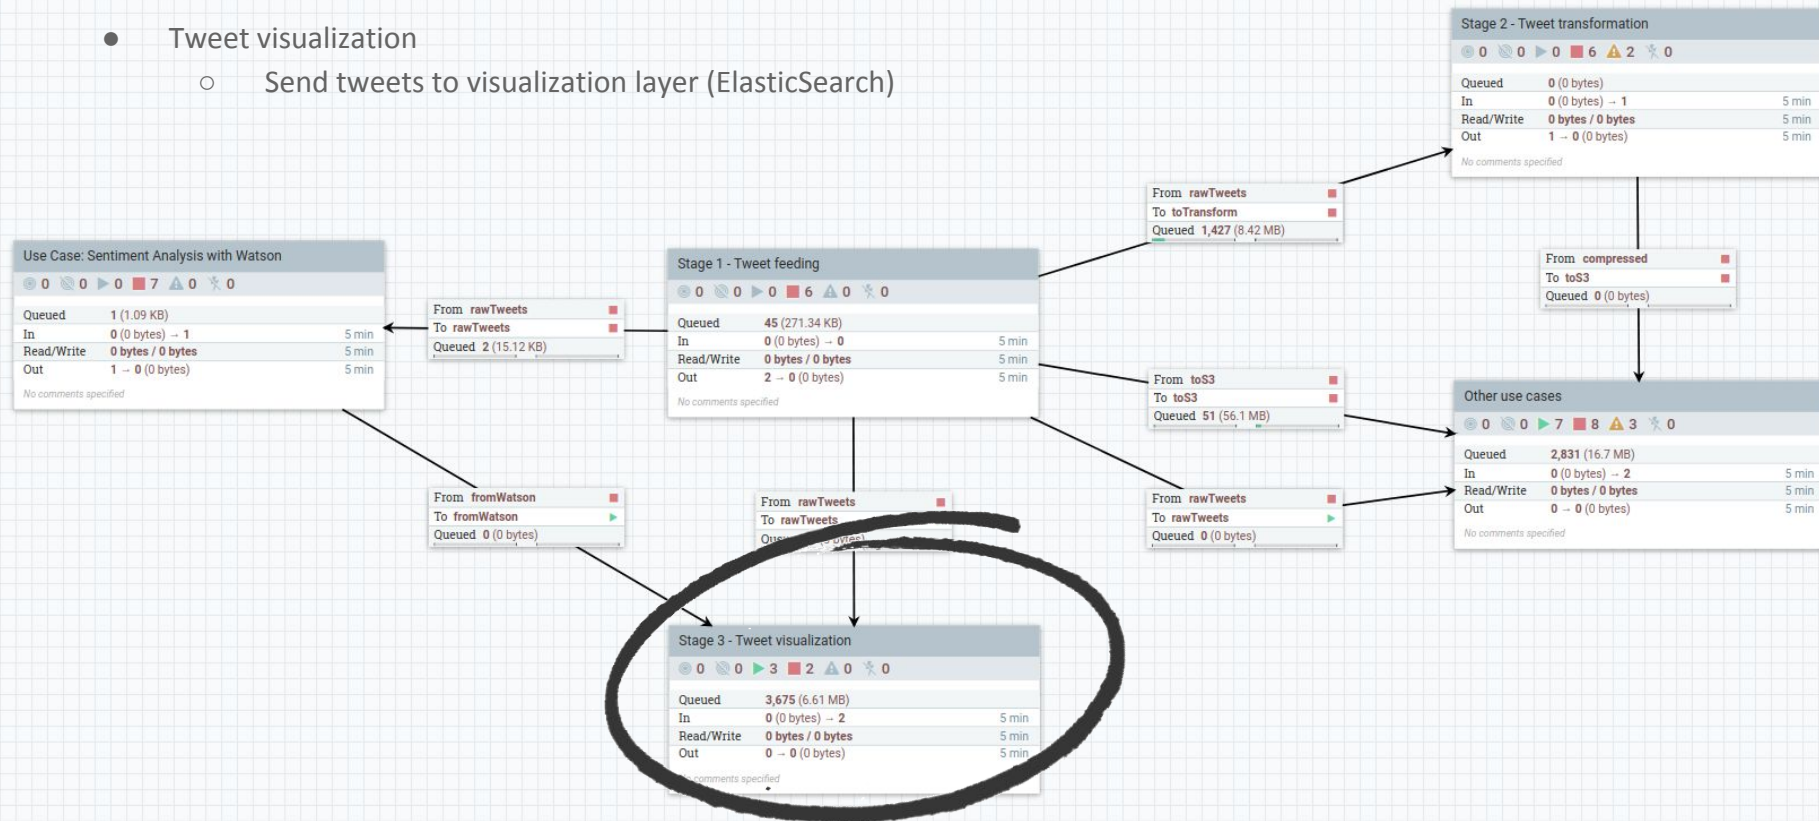 ● Tweet visualization
○ Send tweets to visualization layer (ElasticSearch)
Stage 2 - Tweet transformation
0 0 0 6 2 0
Queued 0 (0 bytes)
In 0 (0 bytes) → 1 5 min
Read/Write 0 bytes / 0 bytes 5 min
Out 1 → 0 (0 bytes) 5 min
No comments specified
From rawTweets
To toTransform
Queued 1,427 (8.42 MB)
Use Case: Sentiment Analysis with Watson
0 0 0 7 0 0
Queued 1 (1.09 KB)
In 0 (0 bytes) → 1 5 min
Read/Write 0 bytes / 0 bytes 5 min
Out 1 → 0 (0 bytes) 5 min
No comments specified
From rawTweets
To rawTweets
Queued 2 (15.12 KB)
Stage 1 - Tweet feeding
0 0 0 6 0 0
Queued 45 (271.34 KB)
In 0 (0 bytes) → 0 5 min
Read/Write 0 bytes / 0 bytes 5 min
Out 2 → 0 (0 bytes) 5 min
No comments specified
From compressed
To toS3
Queued 0 (0 bytes)
From toS3
To toS3
Queued 51 (56.1 MB)
Other use cases
0 0 7 8 3 0
Queued 2,831 (16.7 MB)
In 0 (0 bytes) → 2 5 min
Read/Write 0 bytes / 0 bytes 5 min
Out 0 → 0 (0 bytes) 5 min
No comments specified
From fromWatson
To fromWatson
Queued 0 (0 bytes)
From rawTweets
To rawTweets
bytes)
From rawTweets
To rawTweets
Queued 0 (0 bytes)
Stage 3 - Tweet visualization
0 0 3 2 0 0
Queued 3,675 (6.61 MB)
In 0 (0 bytes) → 2 5 min
Read/Write 0 bytes / 0 bytes 5 min
Out 0 → 0 (0 bytes) 5 min
comments specified